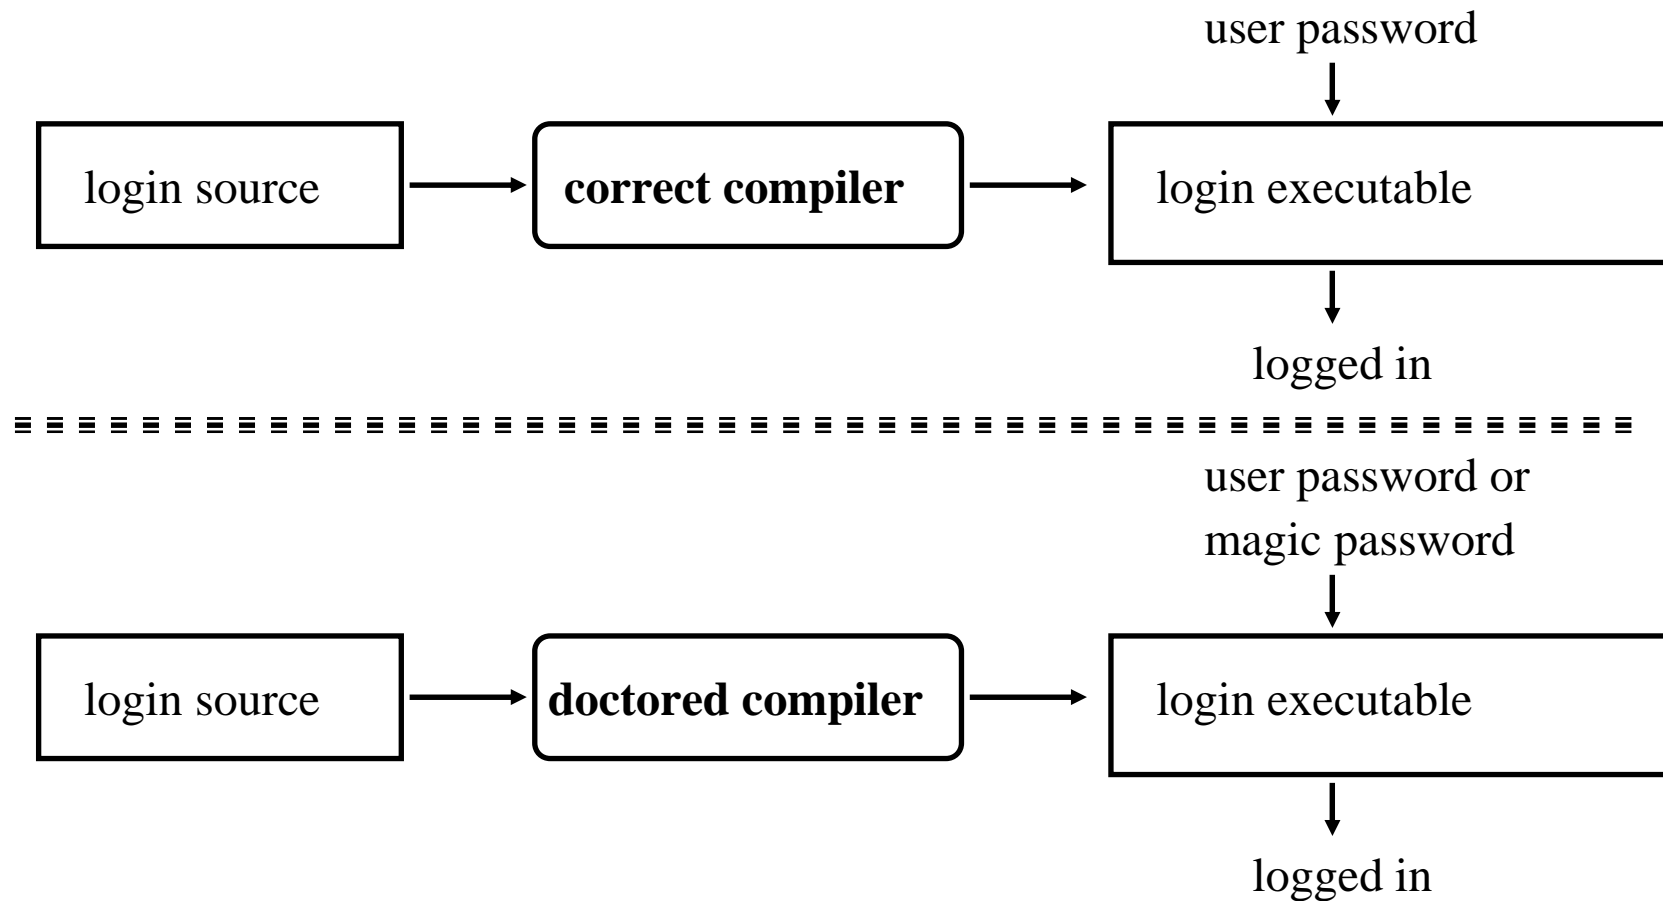 user password
login source
correct compiler
login executable
logged in
user password or
magic password
login source
doctored compiler
login executable
logged in